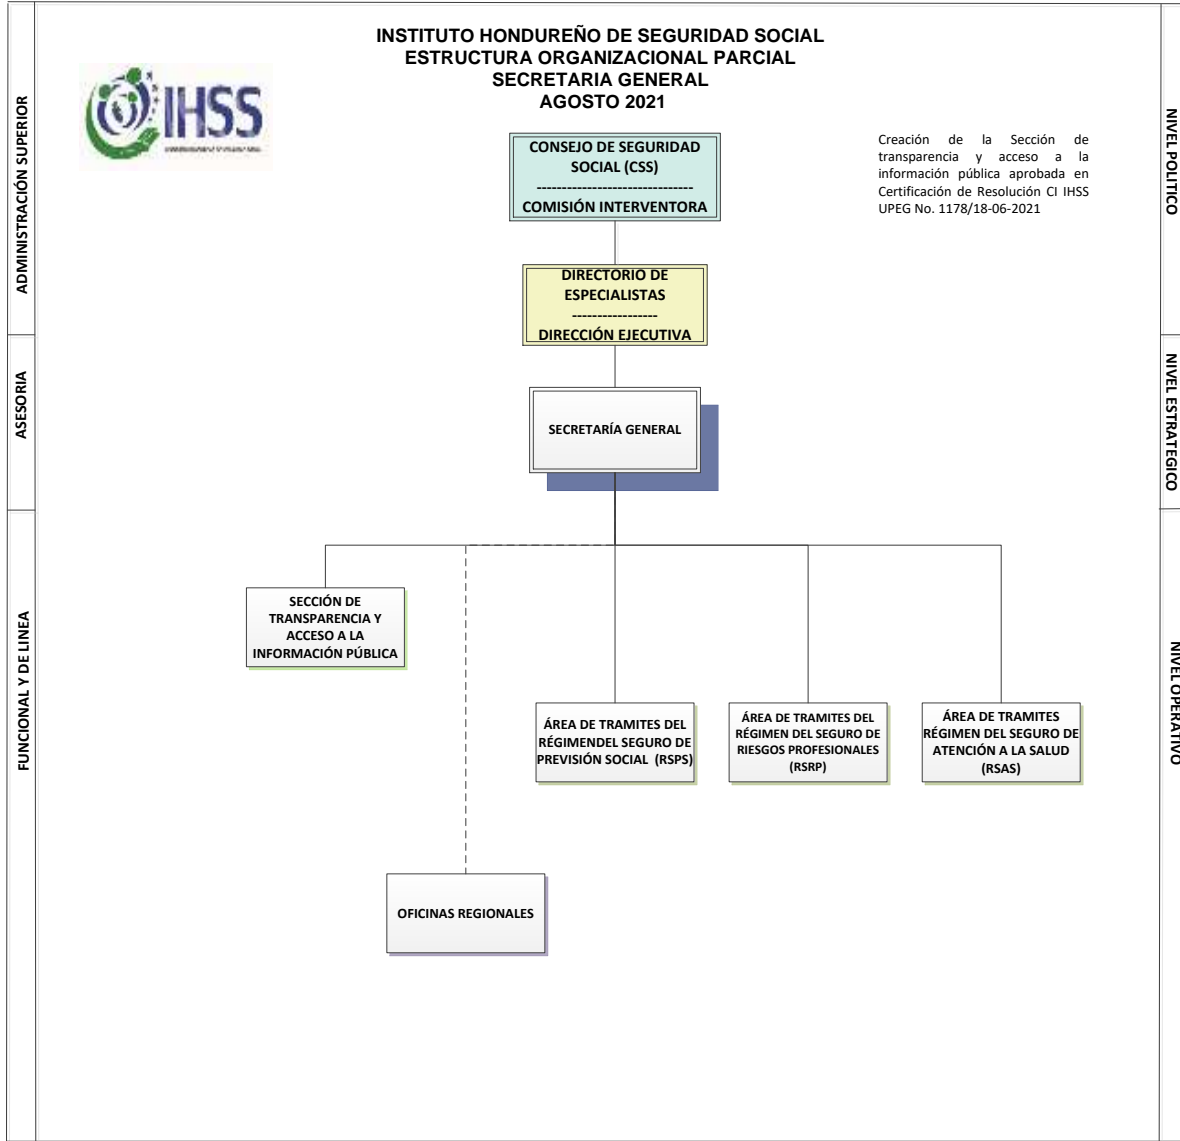 INSTITUTO HONDUREÑO DE SEGURIDAD SOCIAL
ESTRUCTURA ORGANIZACIONAL PARCIAL
SECRETARIA GENERAL
AGOSTO 2021
IHSS
CONSEJO DE SEGURIDAD
SOCIAL (CSS)
--------------------------------
COMISIÓN INTERVENTORA
Creación de la Sección de
transparencia y acceso a la
información pública aprobada en
Certificación de Resolución CI IHSS
UPEG No. 1178/18-06-2021
DIRECTORIO DE
ESPECIALISTAS
-----------------
DIRECCIÓN EJECUTIVA
SECRETARÍA GENERAL
SECCIÓN DE
TRANSPARENCIA Y
ACCESO A LA
INFORMACIÓN PÚBLICA
ÁREA DE TRAMITES DEL
RÉGIMENDEL SEGURO DE
PREVISIÓN SOCIAL (RSPS)
ÁREA DE TRAMITES DEL
RÉGIMEN DEL SEGURO DE
RIESGOS PROFESIONALES
(RSRP)
ÁREA DE TRAMITES
RÉGIMEN DEL SEGURO DE
ATENCIÓN A LA SALUD
(RSAS)
OFICINAS REGIONALES
ADMINISTRACIÓN SUPERIOR
ASESORIA
FUNCIONAL Y DE LINEA
NIVEL POLITICO
NIVEL ESTRATEGICO
NIVEL OPERATIVO